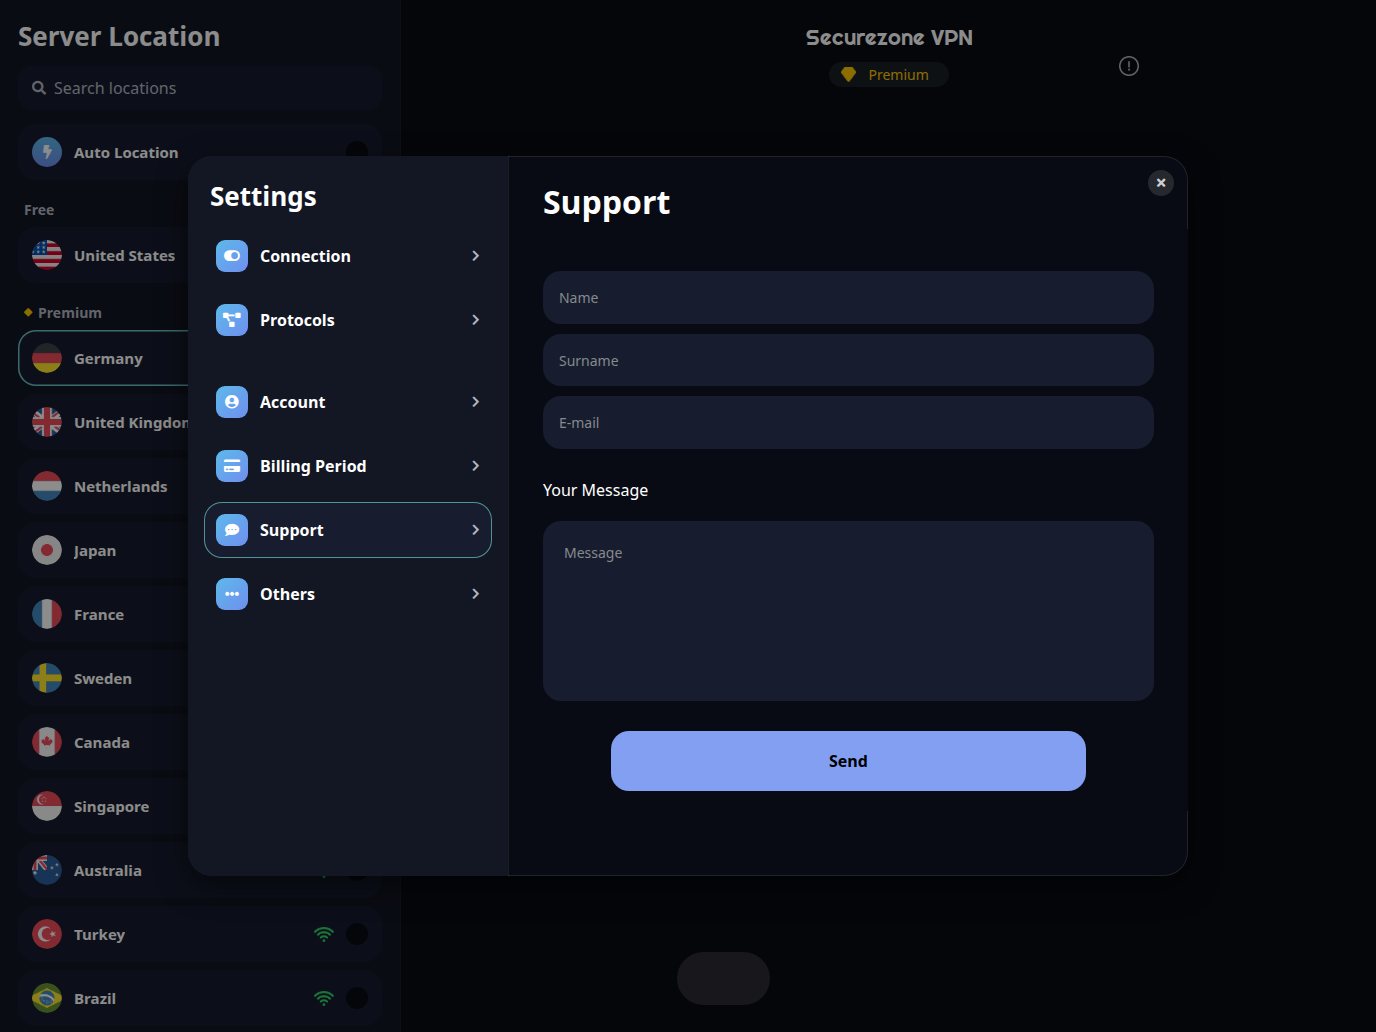 Server Location
Search locations
Auto Location
Free
United States
Premium
Germany
United Kingdom
Netherlands
Japan
France
Sweden
Canada
Singapore
Australia
Turkey
Brazil
Securezone VPN
Premium
Settings
Connection
Protocols
Account
Billing Period
Support
Others
Support
Name
Surname
E-mail
Your Message
Message
Send